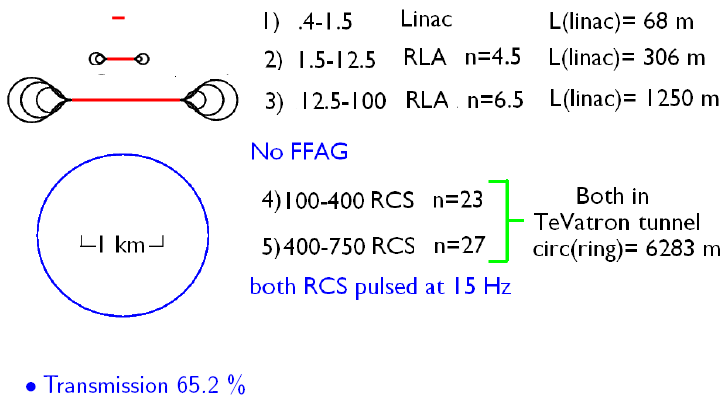 1) .4-1.5 Linac L(linac)= 68 m
2) 1.5-12.5 RLA n=4.5 L(linac)= 306 m
3) 12.5-100 RLA n=6.5 L(linac)= 1250 m
No FFAG
4)100-400 RCS n=23
Both in
TeVatron tunnel
1 km
5)400-750 RCS n=27
circ(ring)= 6283 m
both RCS pulsed at 15 Hz
• Transmission 65.2 %